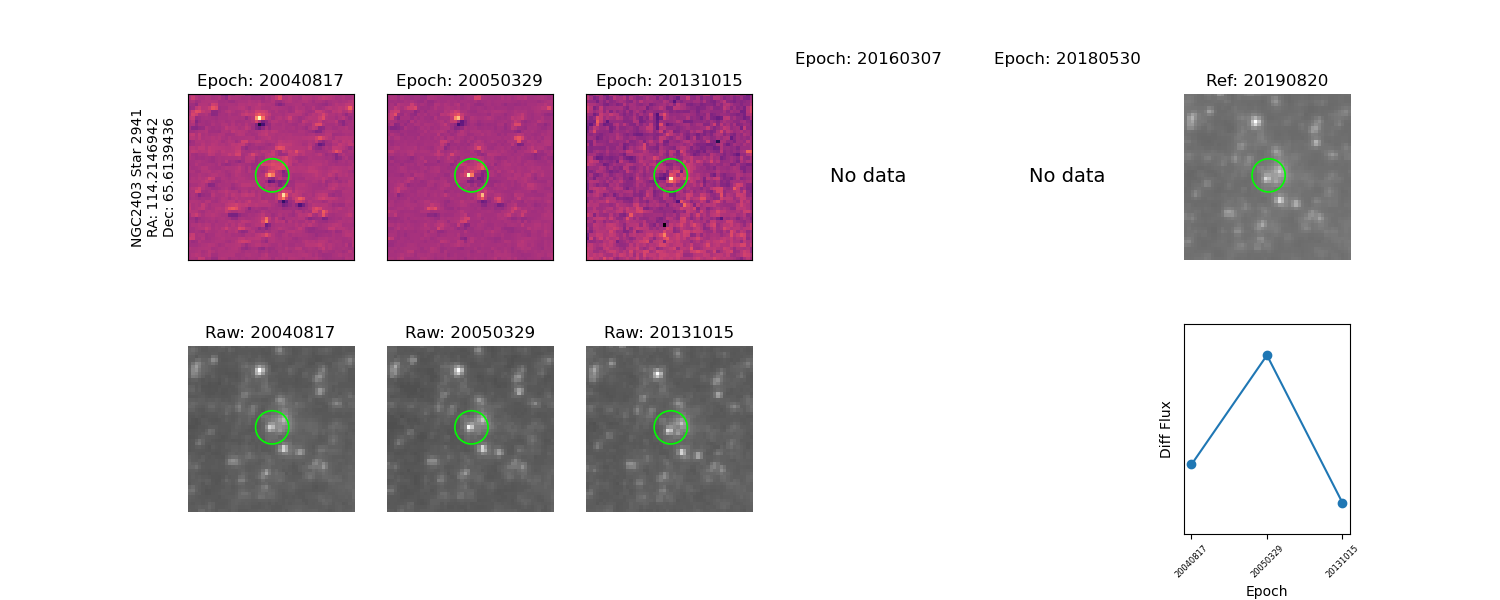 Epoch: 20040817
Epoch: 20050329
Epoch: 20131015
Epoch: 20160307
Epoch: 20180530
Ref: 20190820
NGC2403 Star 2941
RA: 114.2146942
Dec: 65.6139436
No data
No data
Raw: 20040817
Raw: 20050329
Raw: 20131015
Diff Flux
20040817
20050329
20131015
Epoch